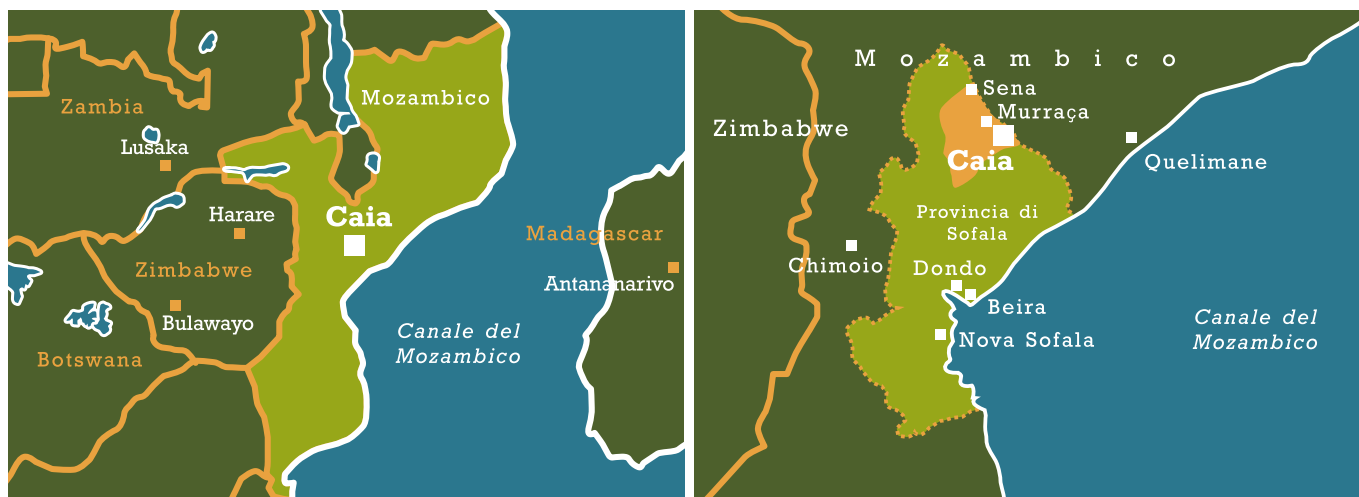 Mozambico
Zambia
Lusaka
Harare
Caia
Madagascar
Zimbabwe
Antananarivo
Bulawayo
Canale del
Mozambico
Botswana
Mozambico
Sena
Murraça
Zimbabwe
Caia
Quelimane
Provincia di
Sofala
Chimoio
Dondo
Beira
Canale del
Mozambico
Nova Sofala